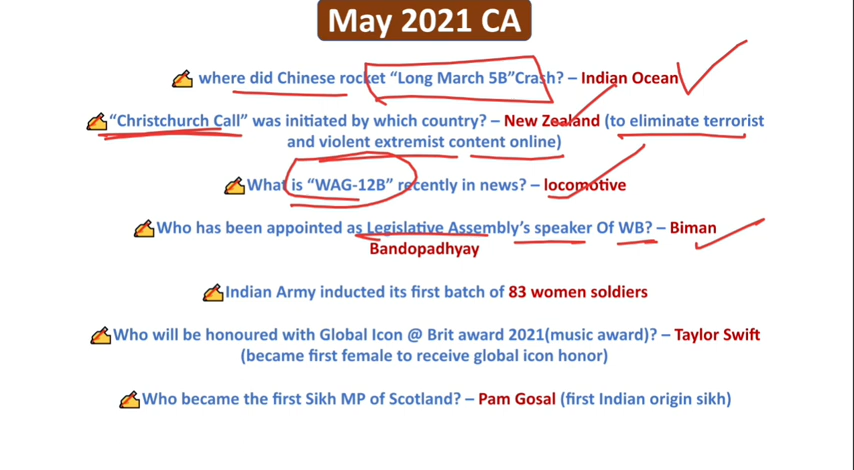 May 2021 CA
where did Chinese rocket “Long March 5B”Crash? – Indian Ocean
“Christchurch Call” was initiated by which country? – New Zealand (to eliminate terrorist
and violent extremist content online)
What is “WAG-12B” recently in news? – locomotive
Who has been appointed as Legislative Assembly’s speaker Of WB? – Biman
Bandopadhyay
Indian Army inducted its first batch of 83 women soldiers
Who will be honoured with Global Icon @ Brit award 2021(music award)? – Taylor Swift
(became first female to receive global icon honor)
Who became the first Sikh MP of Scotland? – Pam Gosal (first Indian origin sikh)